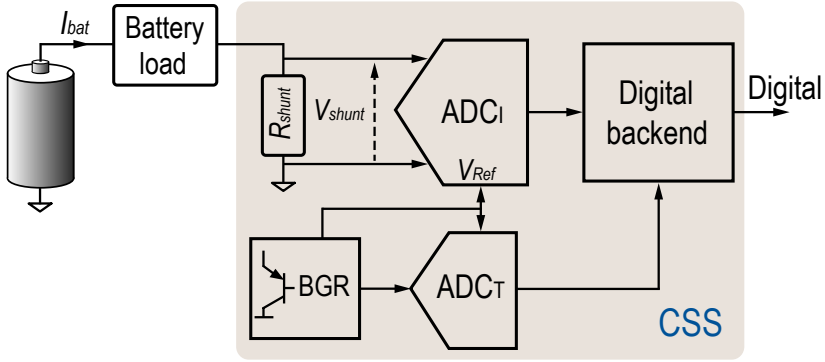 Ibat
Battery
load
Rshunt
Vshunt
ADCI
VRef
Digital
backend
Digital
BGR
ADCT
CSS